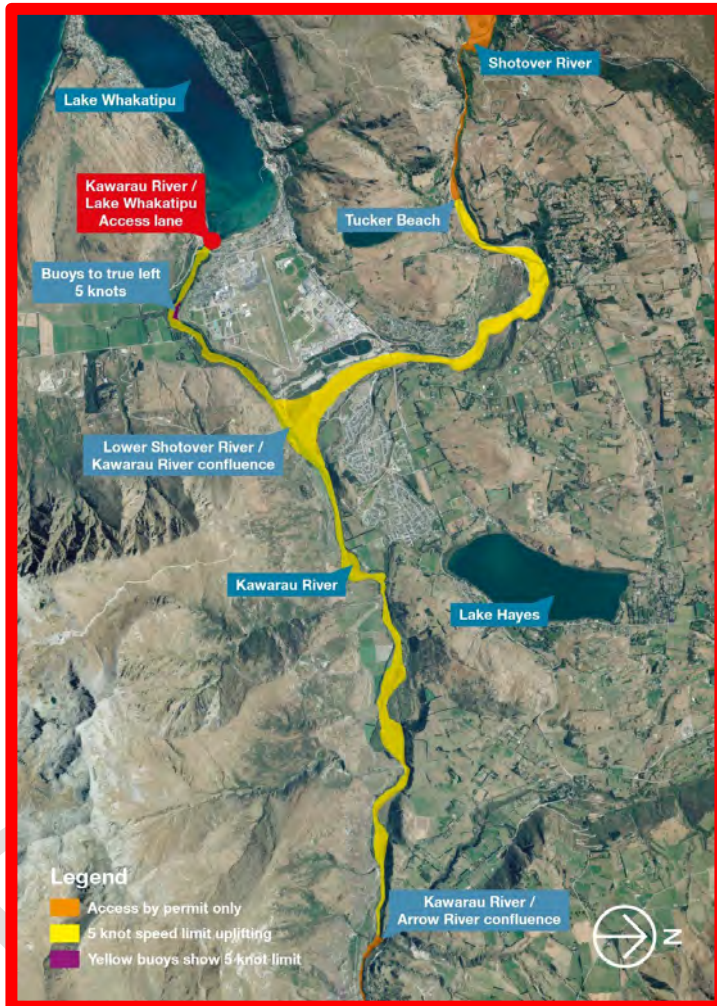 Shotover River
Lake Whakatipu
Kawarau River /
Lake Whakatipu
Access lane
Tucker Beach
Buoys to true left
5 knots
Lower Shotover River /
Kawarau River confluence
Kawarau River
Lake Hayes
Legend
Access by permit only
5 knot speed limit uplifting
Yellow buoys show 5 knot limit
Kawarau River /
Arrow River confluence
N